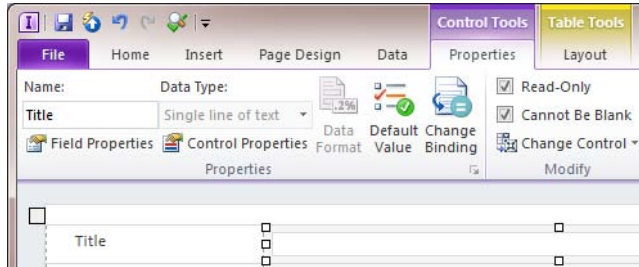 Control Tools Table Tools
File Home Insert Page Design Data Properties Layout
Name: Data Type: Read-Only
Title Single line of text .2% Cannot Be Blank
Data Default Change
Field Properties Control Properties Format Value Binding Change Control
Properties Modify
Title